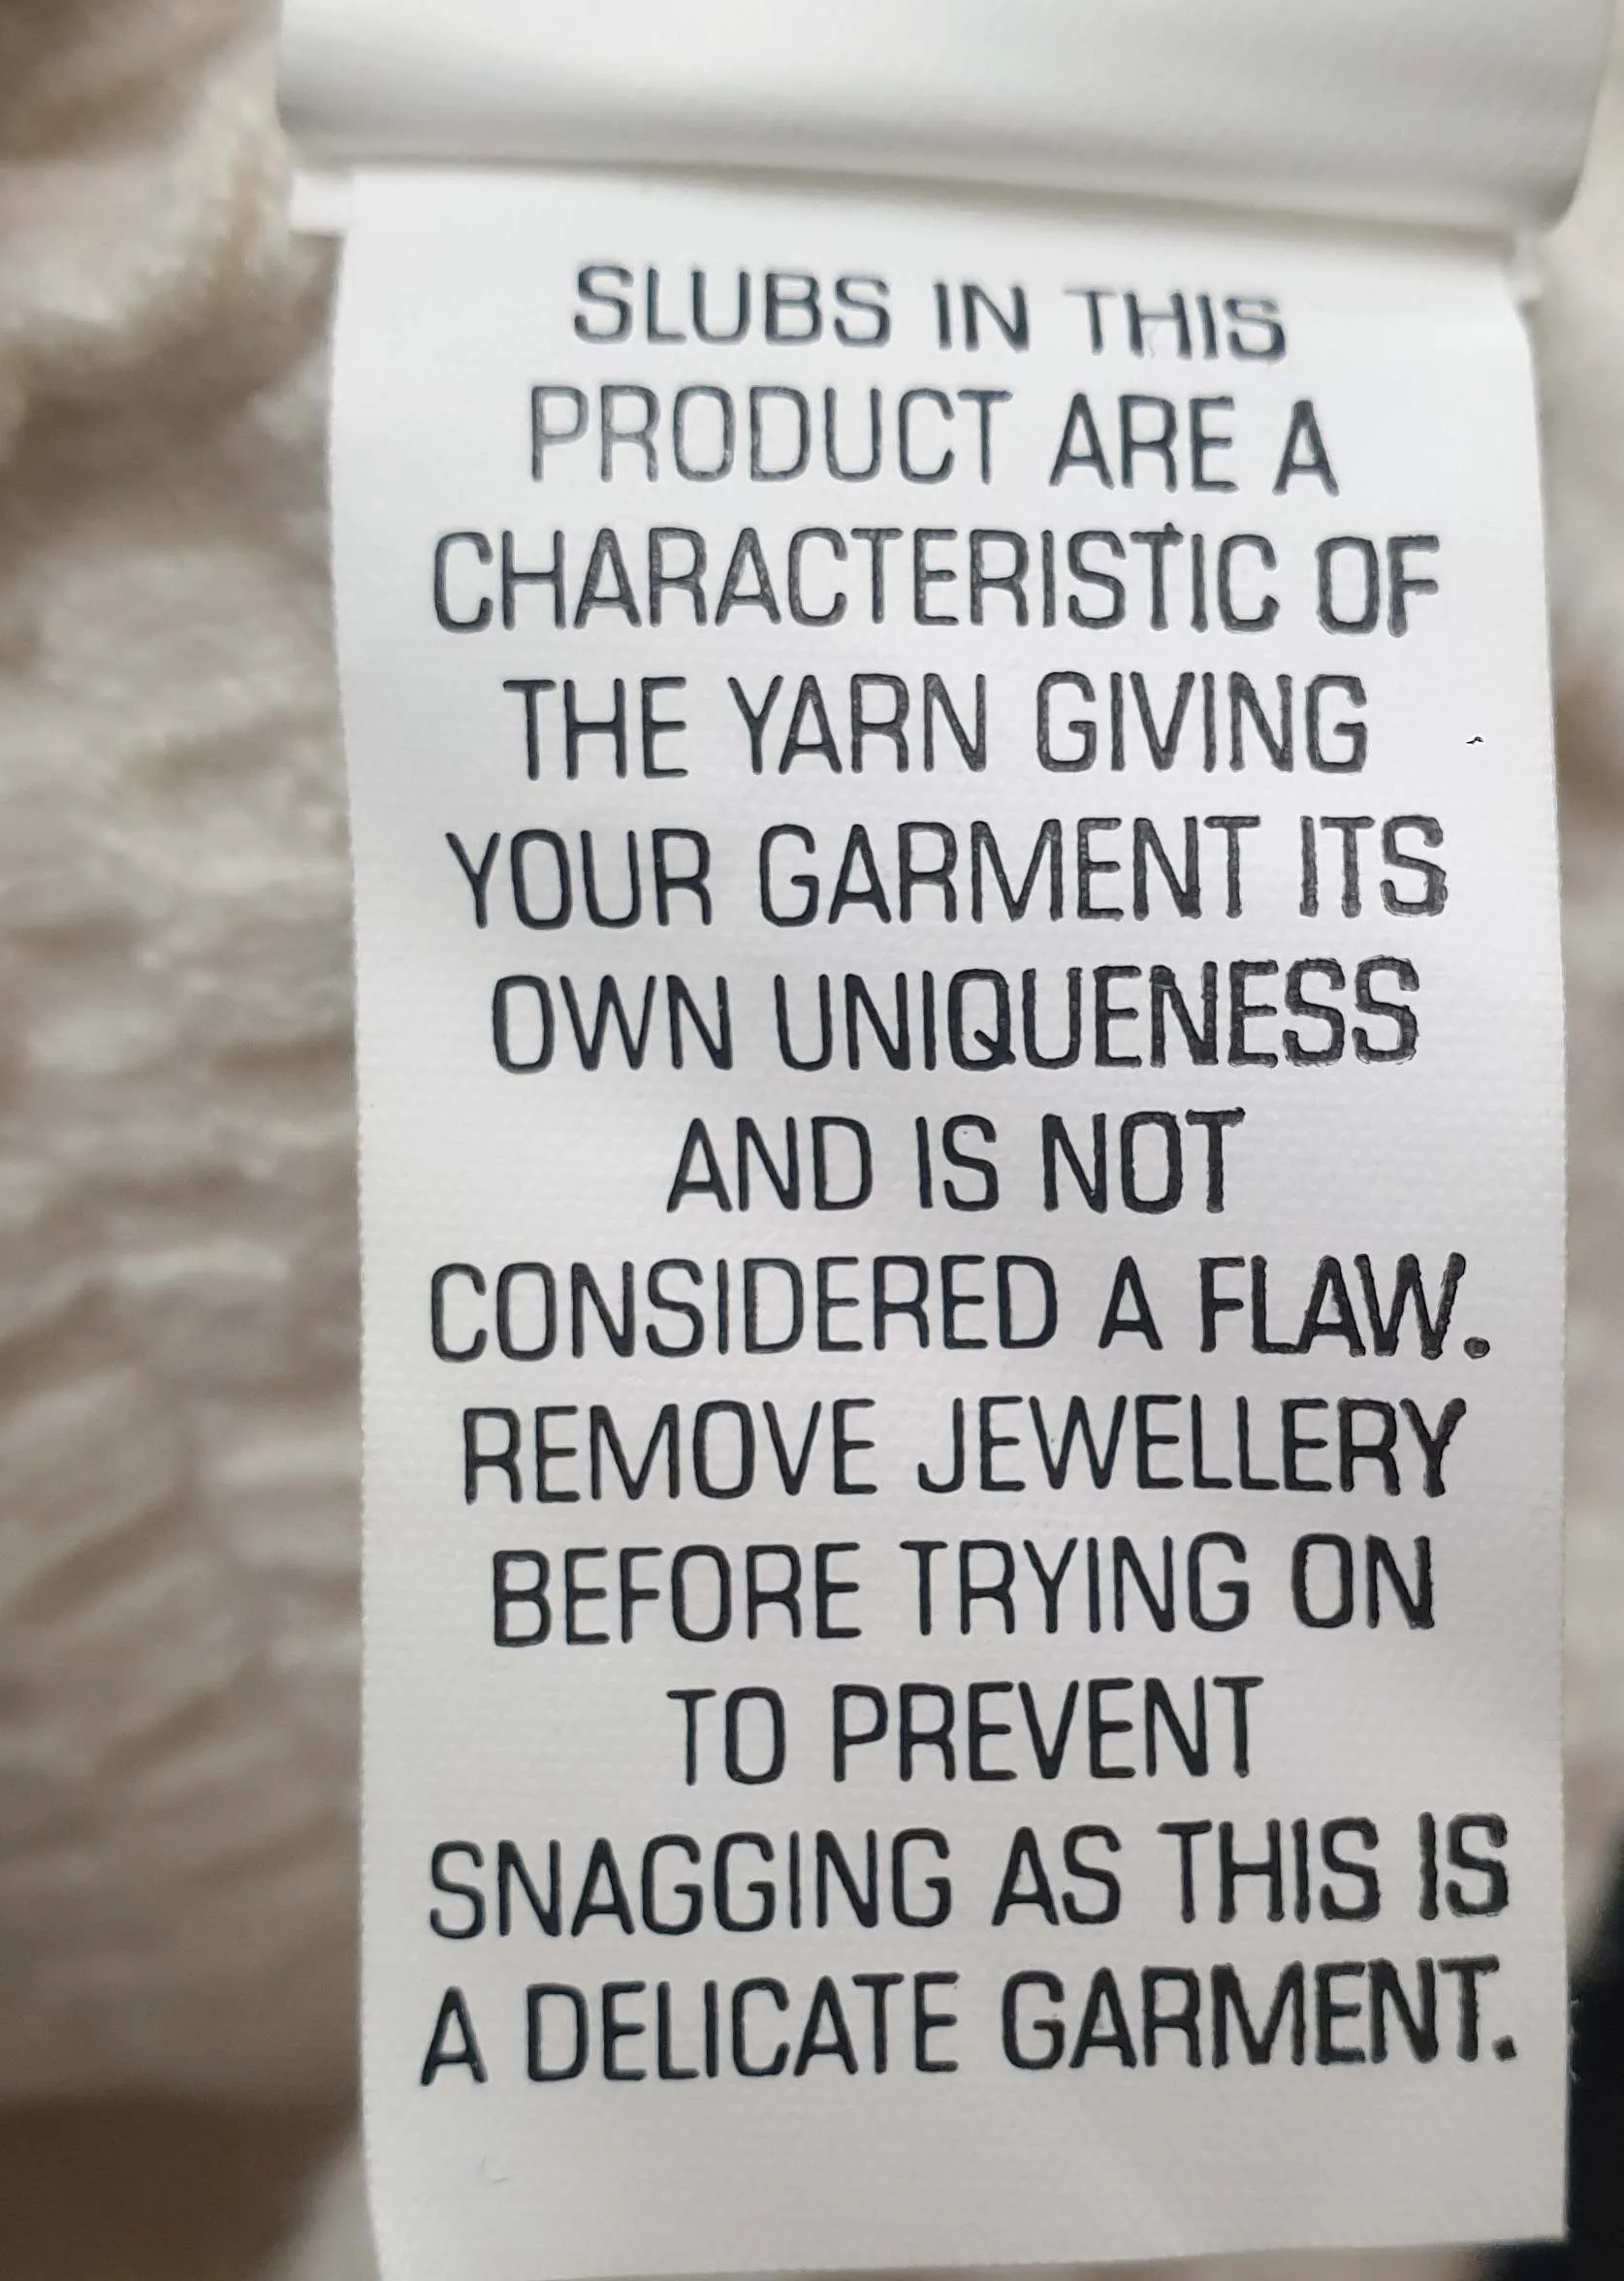 SLUBS IN THIS
PRODUCT ARE A
CHARACTERISTIC OF
THE YARN GIVING
YOUR GARMENT ITS
OWN UNIQUENESS
AND IS NOT
CONSIDERED A FLAW.
REMOVE JEWELLERY
BEFORE TRYING ON
TO PREVENT
SNAGGING AS THIS IS
A DELICATE GARMENT.